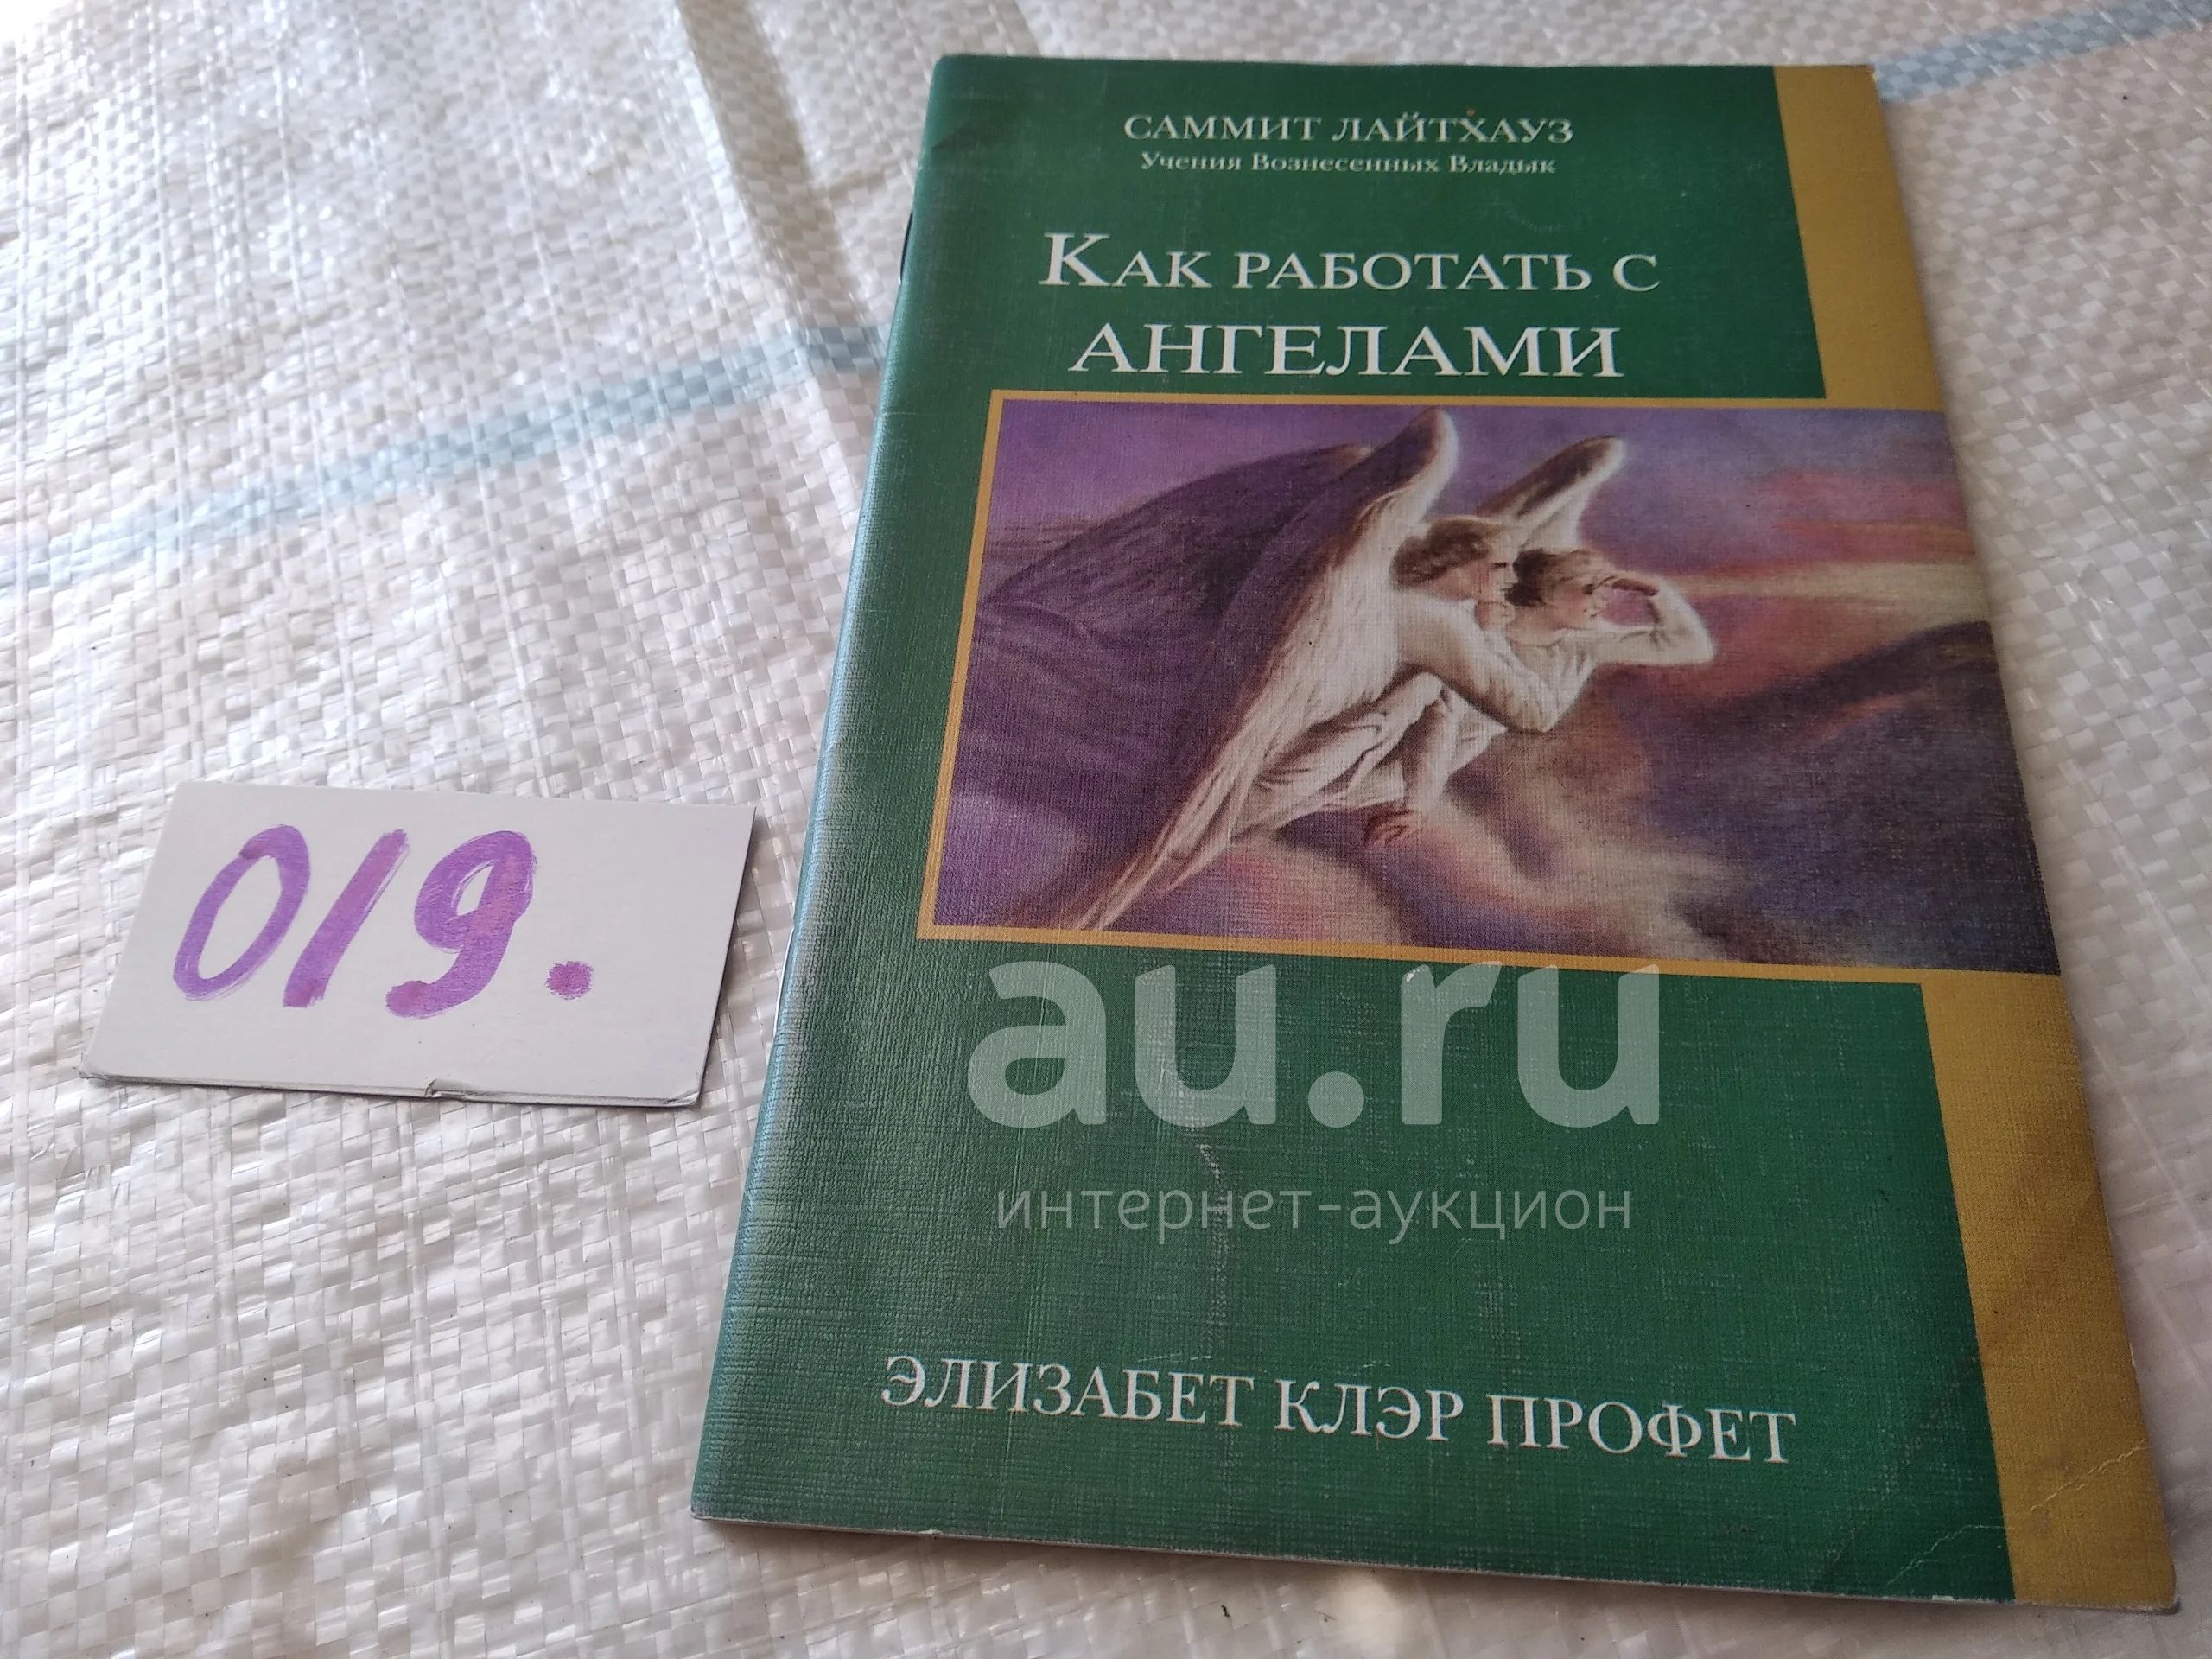 САММИТ ЛАЙТХАУЗ
Учения Вознесенных Владык
КАК РАБОТАТЬ С
АНГЕЛАМИ
019.
au.ru
интернет-аукцион
ЭЛИЗАБЕТ КЛЭР ПРОФЕТ